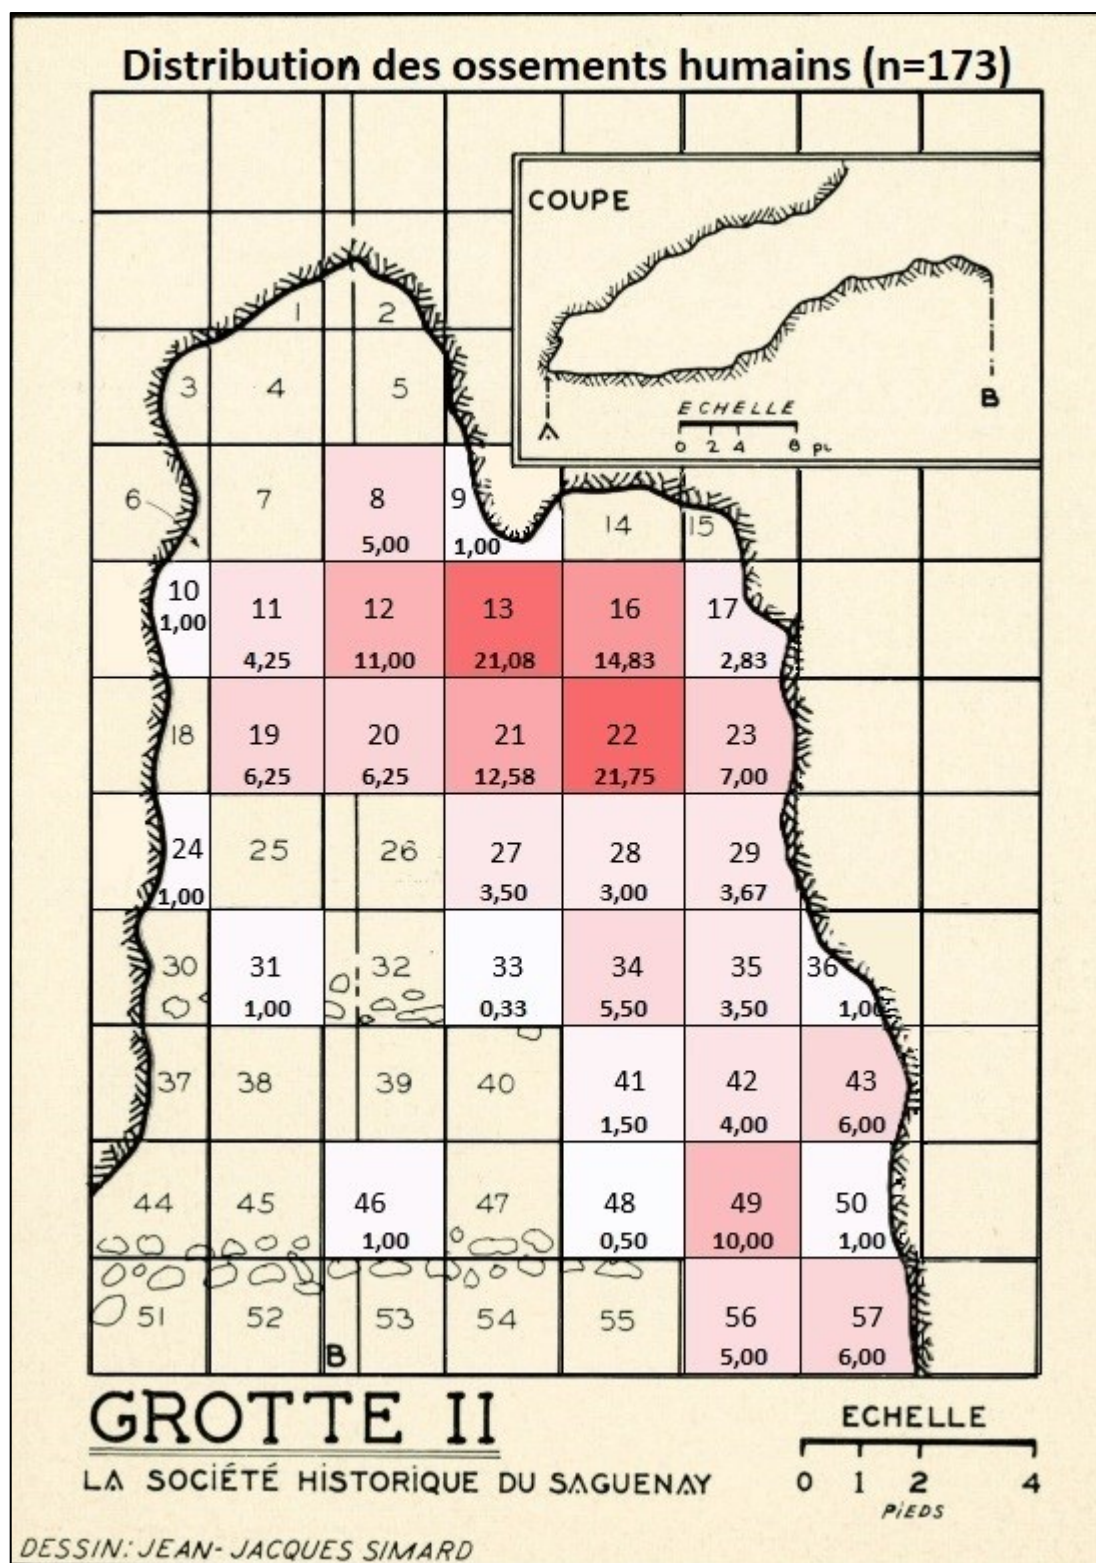 Distribution des ossements humains (n=173)
COUPE
ECHELLE
0 2 4 8 pi.
A
B
1 2
3 4 5
6 7 8 9 14 15
5,00 1,00
10 11 12 13 16 17
1,00 4,25 11,00 21,08 14,83 2,83
18 19 20 21 22 23
6,25 6,25 12,58 21,75 7,00
24 25 26 27 28 29
1,00 3,50 3,00 3,67
30 31 32 33 34 35 36
1,00 0,33 5,50 3,50 1,00
37 38 39 40 41 42 43
1,50 4,00 6,00
44 45 46 47 48 49 50
1,00 0,50 10,00 1,00
51 52 53 54 55 56 57
B 5,00 6,00
GROTTE II
LA SOCIÉTÉ HISTORIQUE DU SAGUENAY
ECHELLE
0 1 2 4
PIEDS
DESSIN: JEAN-JACQUES SIMARD